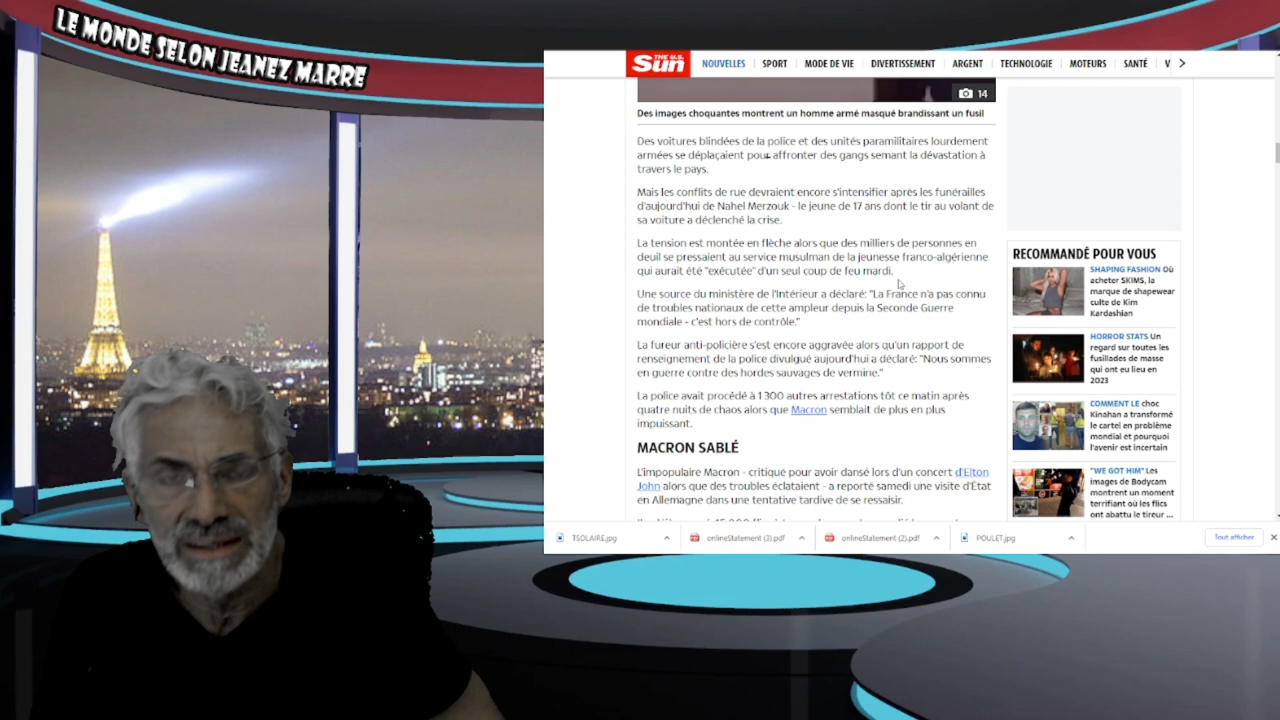 LE MONDE SELON JEANEZ MARRE
THE U.S. Sun
NOUVELLES
SPORT
MODE DE VIE
DIVERTISSEMENT
ARGENT
TECHNOLOGIE
MOTEURS
SANTÉ
V
14
Des images choquantes montrent un homme armé masqué brandissant un fusil
Des voitures blindées de la police et des unités paramilitaires lourdement
armées se déplaçaient pour affronter des gangs semant la dévastation à
travers le pays.
Mais les conflits de rue devraient encore s'intensifier après les funérailles
d'aujourd'hui de Nahel Merzouk - le jeune de 17 ans dont le tir au volant de
sa voiture a déclenché la crise.
La tension est montée en flèche alors que des milliers de personnes en
deuil se pressaient au service musulman de la jeunesse franco-algérienne
qui aurait été "exécutée" d'un seul coup de feu mardi.
Une source du ministère de l'Intérieur a déclaré: "La France n'a pas connu
de troubles nationaux de cette ampleur depuis la Seconde Guerre
mondiale - c'est hors de contrôle."
La fureur anti-policière s'est encore aggravée alors qu'un rapport de
renseignement de la police divulgué aujourd'hui a déclaré: "Nous sommes
en guerre contre des hordes sauvages de vermine."
La police avait procédé à 1 300 autres arrestations tôt ce matin après
quatre nuits de chaos alors que Macron semblait de plus en plus
impuissant.
MACRON SABLÉ
L'impopulaire Macron - critiqué pour avoir dansé lors d'un concert d'Elton
John alors que des troubles éclataient - a reporté samedi une visite d'État
en Allemagne dans une tentative tardive de se ressaisir.
RECOMMANDÉ POUR VOUS
SHAPING FASHION Où
acheter SKIMS, la
marque de shapewear
culte de Kim
Kardashian
HORROR STATS Un
regard sur toutes les
fusillades de masse
qui ont eu lieu en
2023
COMMENT LE choc
Kinahan a transformé
le cartel en problème
mondial et pourquoi
l'avenir est incertain
"WE GOT HIM" Les
images de Bodycam
montrent un moment
terrifiant où les flics
ont abattu le tireur ...
TSOLAIRE.jpg
onlineStatement (3).pdf
onlineStatement (2).pdf
POULET.jpg
Tout afficher